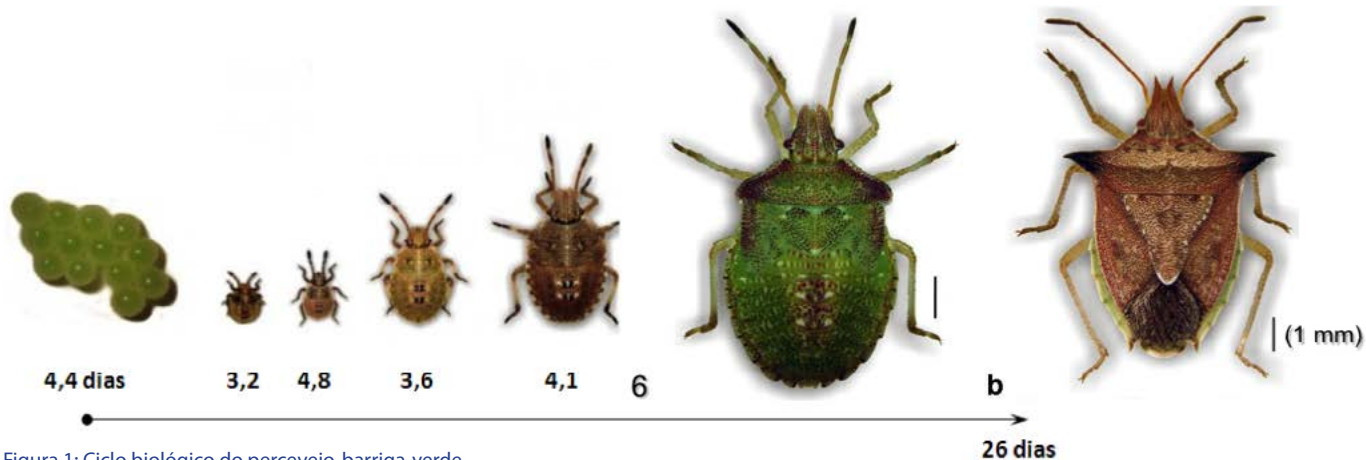 (1 mm)
4,4 dias 3,2 4,8 3,6 4,1 6 b
26 dias
Figura 1: Ciclo biológico do percevejo-barriga-verde